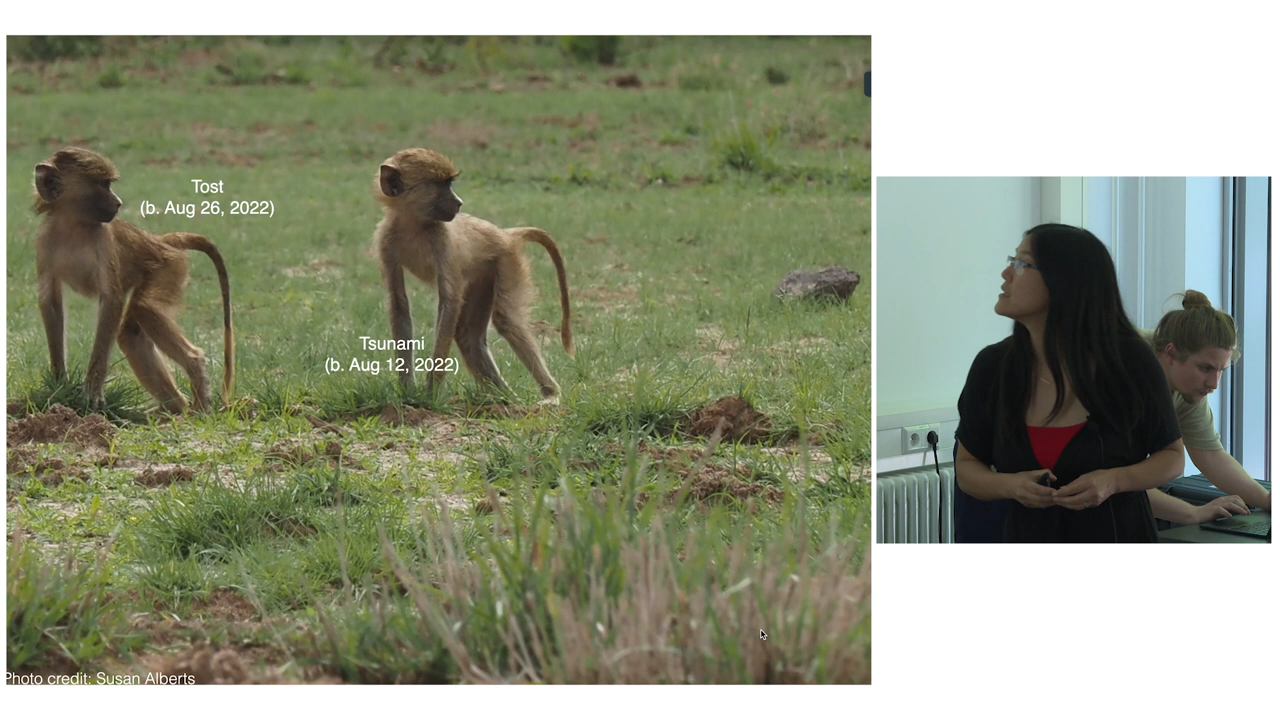 Tost
(b. Aug 26, 2022)
Tsunami
(b. Aug 12, 2022)
Photo credit: Susan Alberts